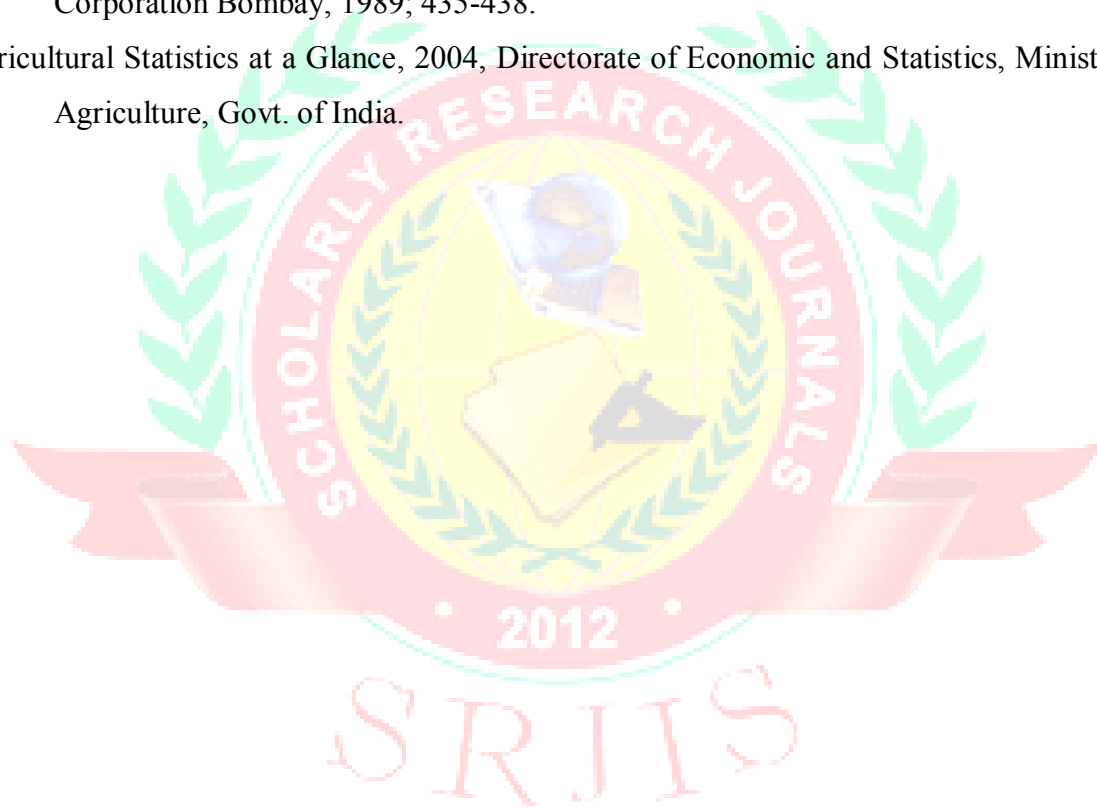 Corporation Bombay, 1989; 435-438.
ricultural Statistics at a Glance, 2004, Directorate of Economic and Statistics, Minist
Agriculture, Govt. of India.
SCHOLARLY RESEARCH JOURNALS
2012
SRJIS